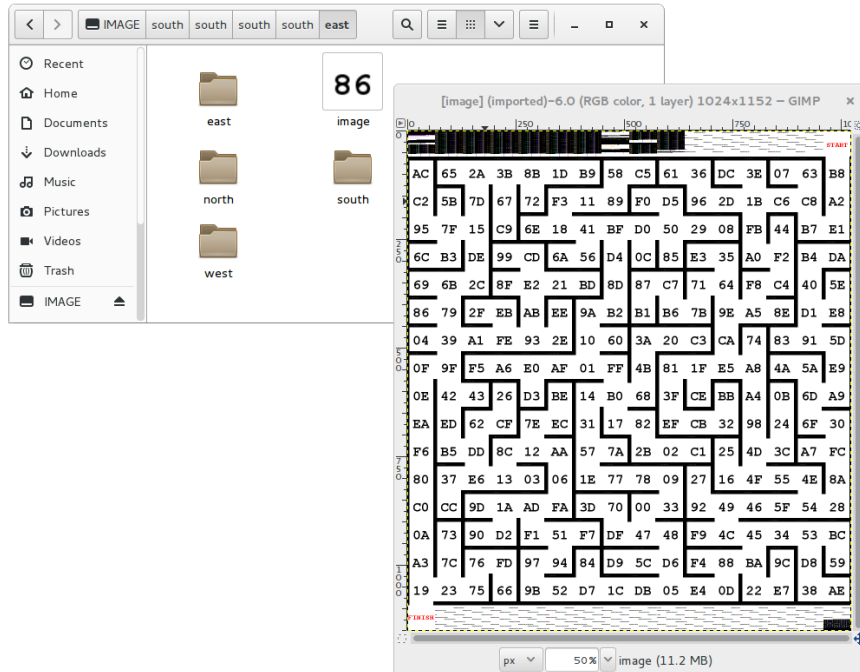 IMAGE south south south south east
Recent
Home
Documents
Downloads
Music
Pictures
Videos
Trash
IMAGE
east
86
image
north
south
west
[image] (imported)-6.0 (RGB color, 1 layer) 1024x1152 – GIMP
0 250 500
START
AC 65 2A 3B 8B 1D B9 58 C5 61 36 DC 3E 07 63 B8
C2 5B 7D 67 72 F3 11 89 F0 D5 96 2D 1B C6 C8 A2
95 7F 15 C9 6E 18 41 BF D0 50 29 08 FB 44 B7 E1
6C B3 DE 99 CD 6A 56 D4 0C 85 E3 35 A0 F2 B4 DA
69 6B 2C 8F E2 21 BD 8D 87 C7 71 64 F8 C4 40 5E
86 79 2F EB AB EE 9A B2 B1 B6 7B 9E A5 8E D1 E8
04 39 A1 FE 93 2E 10 60 3A 20 C3 CA 74 83 91 5D
0F 9F F5 A6 E0 AF 01 FF 4B 81 1F E5 A8 4A 5A E9
0E 42 43 26 D3 BE 14 B0 68 3F CE BB A4 0B 6D A9
EA ED 62 CF 7E EC 31 17 82 EF CB 32 98 24 6F 30
F6 B5 DD 8C 12 AA 57 7A 2B 02 C1 25 4D 3C A7 FC
80 37 E6 13 03 06 1E 77 78 09 27 16 4F 55 4E 8A
C0 CC 9D 1A AD FA 3D 70 00 33 92 49 46 5F 54 28
0A 73 90 D2 F1 51 F7 DF 47 48 F9 4C 45 34 53 BC
A3 7C 76 FD 97 94 84 D9 5C D6 F4 88 BA 9C D8 59
19 23 75 66 9B 52 D7 1C DB 05 E4 0D 22 E7 38 AE
FINISH
px 50% image (11.2 MB)